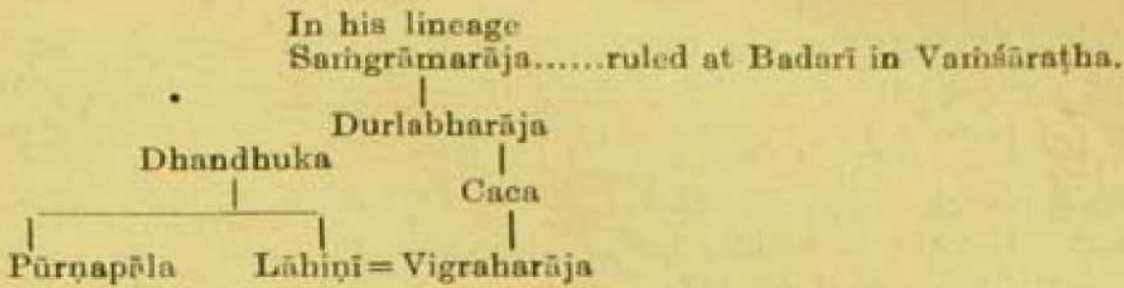 In his lineage
Saṁgrāmarāja......ruled at Badarī in Vaṁśāraṭha.
Durlabharāja
Dhandhuka
Caca
Pūrṇapāla Lāhiṇī = Vigraharāja